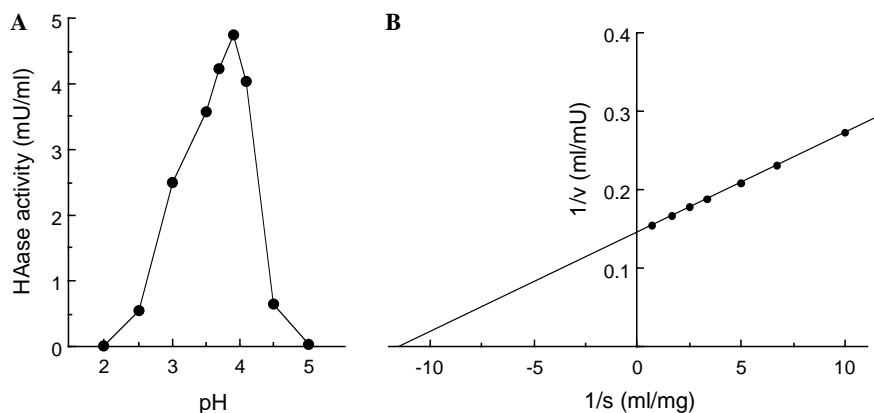 A
HAase activity (mU/ml)
5
4
3
2
1
0
2 3 4 5
pH
B
1/v (ml/mU)
0.4
0.3
0.2
0.1
-10 -5 0 5 10
1/s (ml/mg)